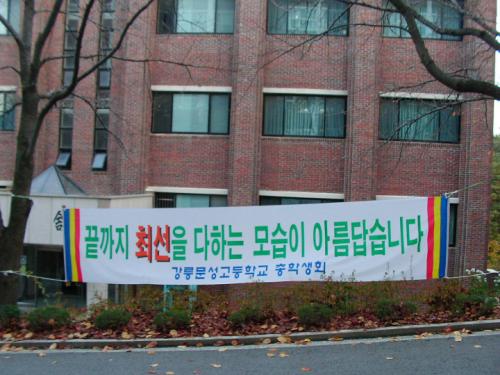 끝까지 최선을 다하는 모습이 아름답습니다
강릉문성고등학교 총학생회